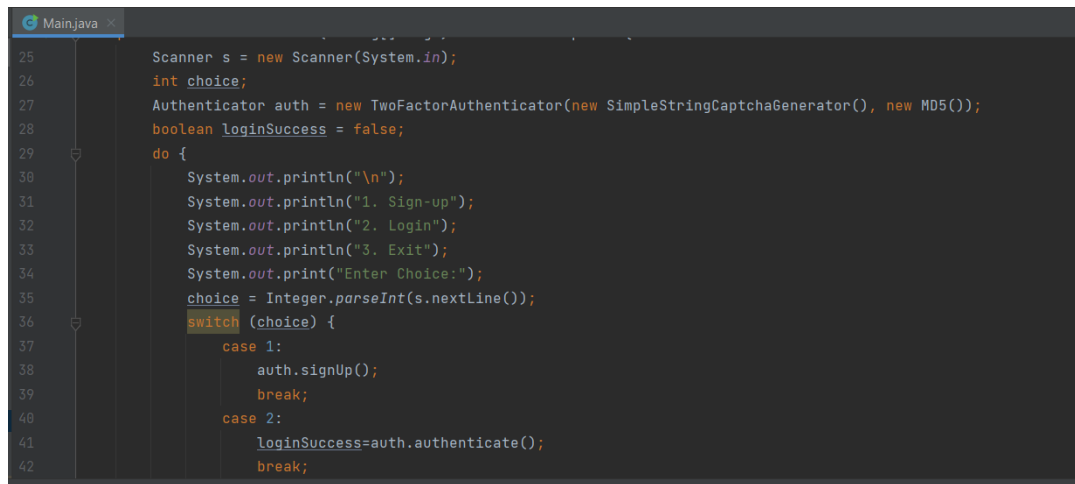 Main.java
25 Scanner s = new Scanner(System.in);
26 int choice;
27 Authenticator auth = new TwoFactorAuthenticator(new SimpleStringCaptchaGenerator(), new MD5());
28 boolean loginSuccess = false;
29 do {
30 System.out.println("\n");
31 System.out.println("1. Sign-up");
32 System.out.println("2. Login");
33 System.out.println("3. Exit");
34 System.out.print("Enter Choice:");
35 choice = Integer.parseInt(s.nextLine());
36 switch (choice) {
37 case 1:
38 auth.signUp();
39 break;
40 case 2:
41 loginSuccess=auth.authenticate();
42 break;